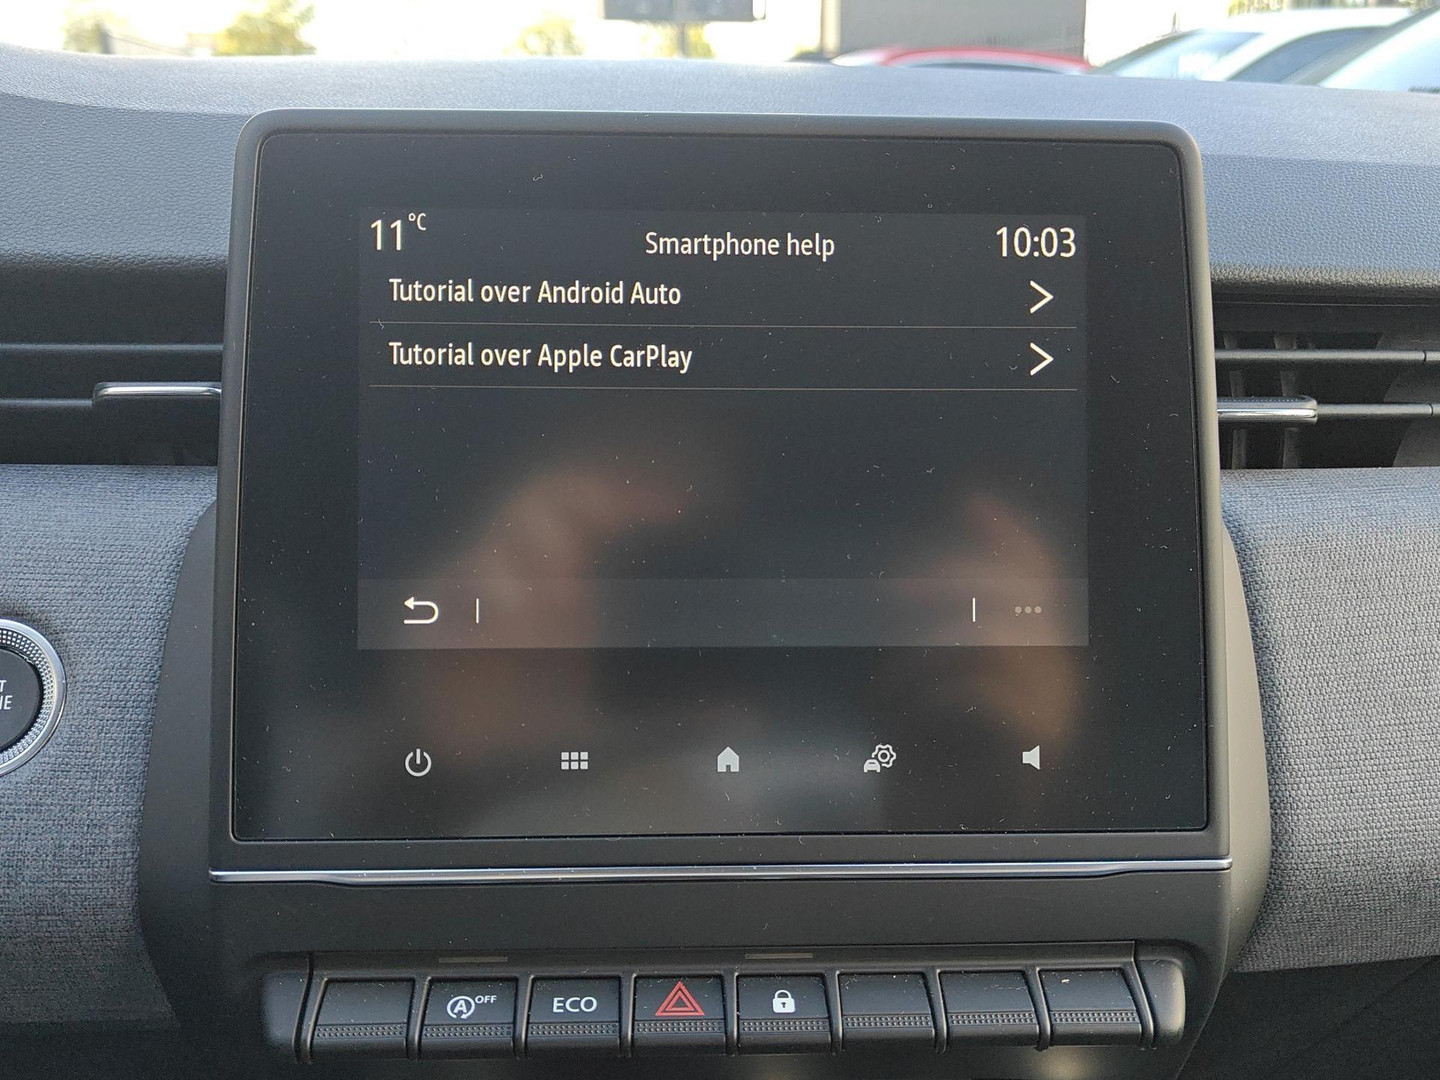 11°C
Smartphone help
10:03
Tutorial over Android Auto
Tutorial over Apple CarPlay
A OFF
ECO